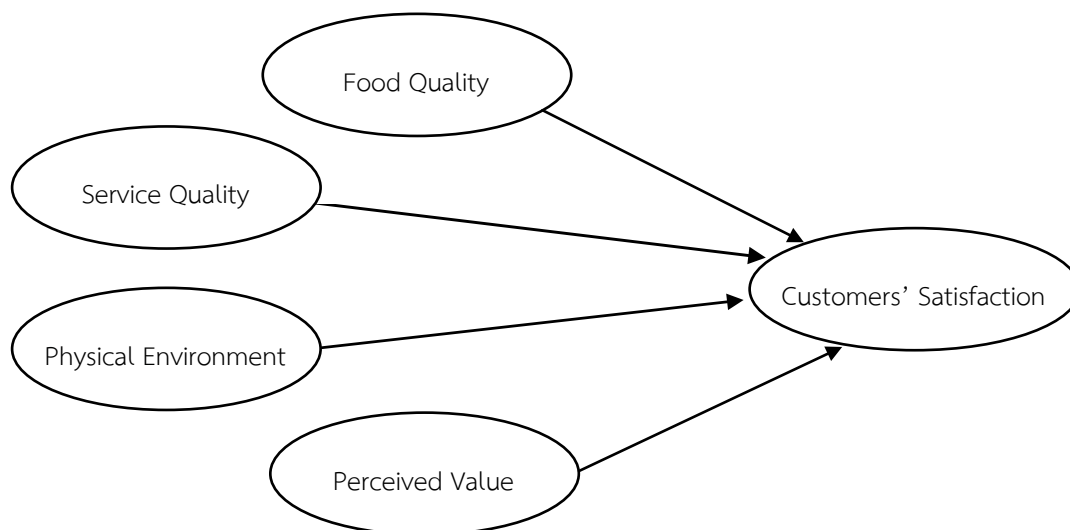 Food Quality
Service Quality
Customers’ Satisfaction
Physical Environment
Perceived Value